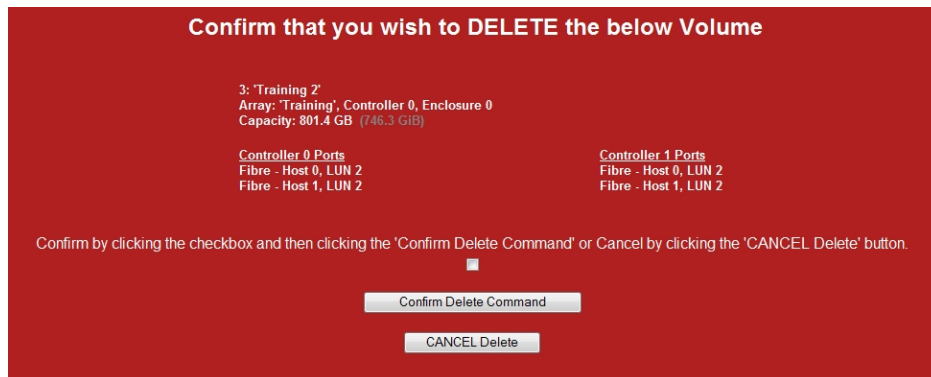 Confirm that you wish to DELETE the below Volume
3: 'Training 2'
Array: 'Training', Controller 0, Enclosure 0
Capacity: 801.4 GB (746.3 GiB)
Controller 0 Ports
Fibre - Host 0, LUN 2
Fibre - Host 1, LUN 2
Controller 1 Ports
Fibre - Host 0, LUN 2
Fibre - Host 1, LUN 2
Confirm by clicking the checkbox and then clicking the 'Confirm Delete Command' or Cancel by clicking the 'CANCEL Delete' button.
Confirm Delete Command
CANCEL Delete